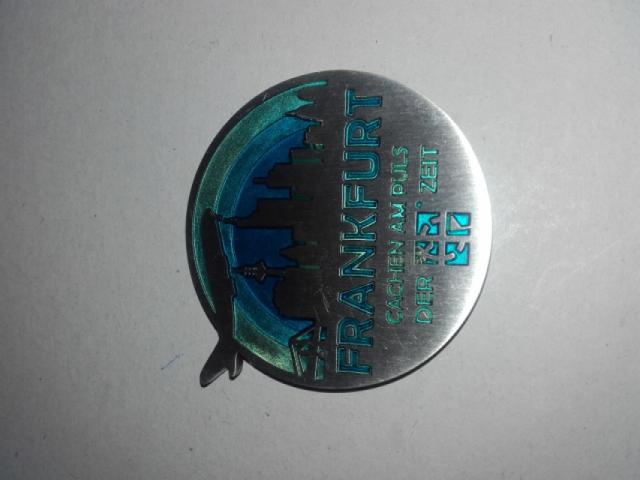 FRANKFURT
CACHEN AM PULS
DER ZEIT